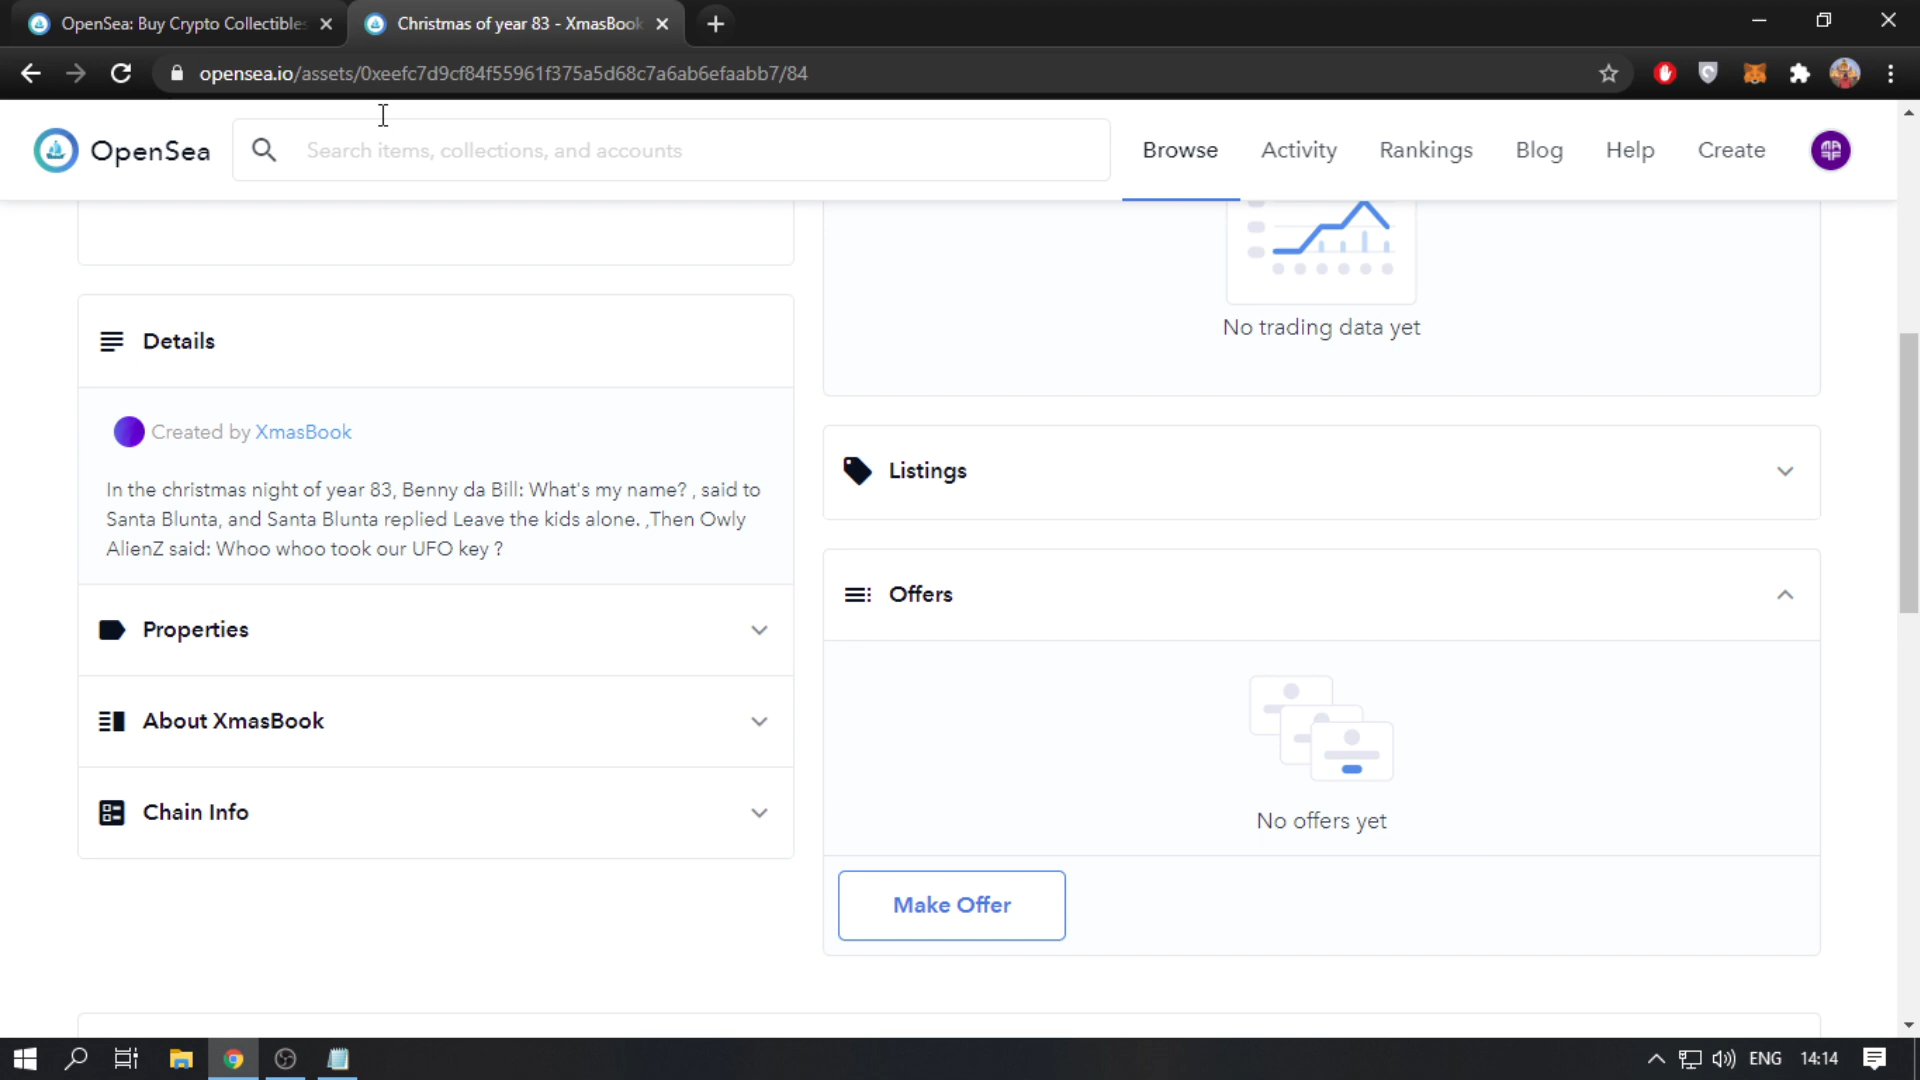 OpenSea: Buy Crypto Collectibles
Christmas of year 83 - XmasBook
opensea.io/assets/0xeefc7d9cf84f55961f375a5d68c7a6ab6efaabb7/84
OpenSea
Search items, collections, and accounts
Browse
Activity
Rankings
Blog
Help
Create
No trading data yet
Details
Created by XmasBook
In the christmas night of year 83, Benny da Bill: What's my name? , said to
Santa Blunta, and Santa Blunta replied Leave the kids alone. ,Then Owly
AlienZ said: Whoo whoo took our UFO key ?
Properties
About XmasBook
Chain Info
Listings
Offers
No offers yet
Make Offer
ENG
14:14